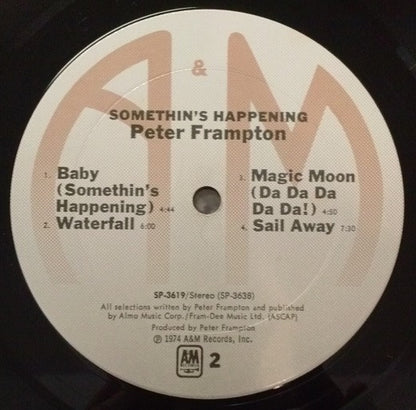 &
A M
SOMETHIN'S HAPPENING
Peter Frampton
1. Baby
(Somethin's
Happening) 4:44
2. Waterfall 6:00
3. Magic Moon
(Da Da Da
Da Da!) 4:50
4. Sail Away 7:30
SP-3619/Stereo (SP-3638)
All selections written by Peter Frampton and published
by Almo Music Corp./Fram-Dee Music Ltd. (ASCAP)
Produced by Peter Frampton
℗ 1974 A&M Records, Inc.
A&M
RECORDS
2